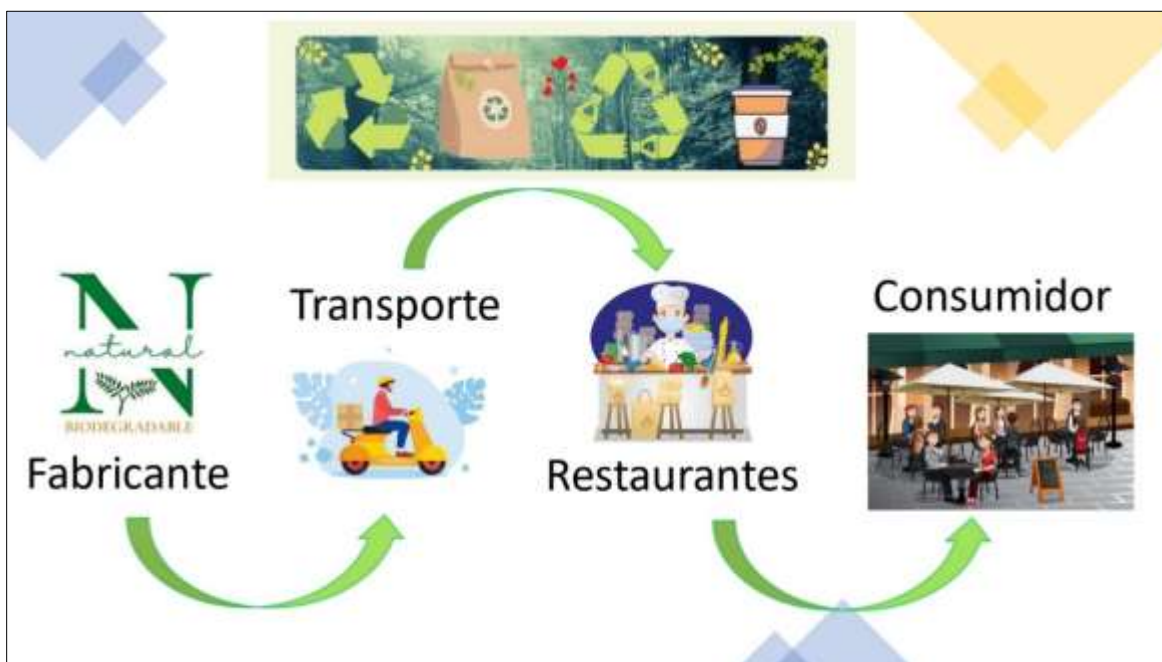 Transporte
Consumidor
N
natural
N
BIODEGRADABLE
Fabricante
Restaurantes